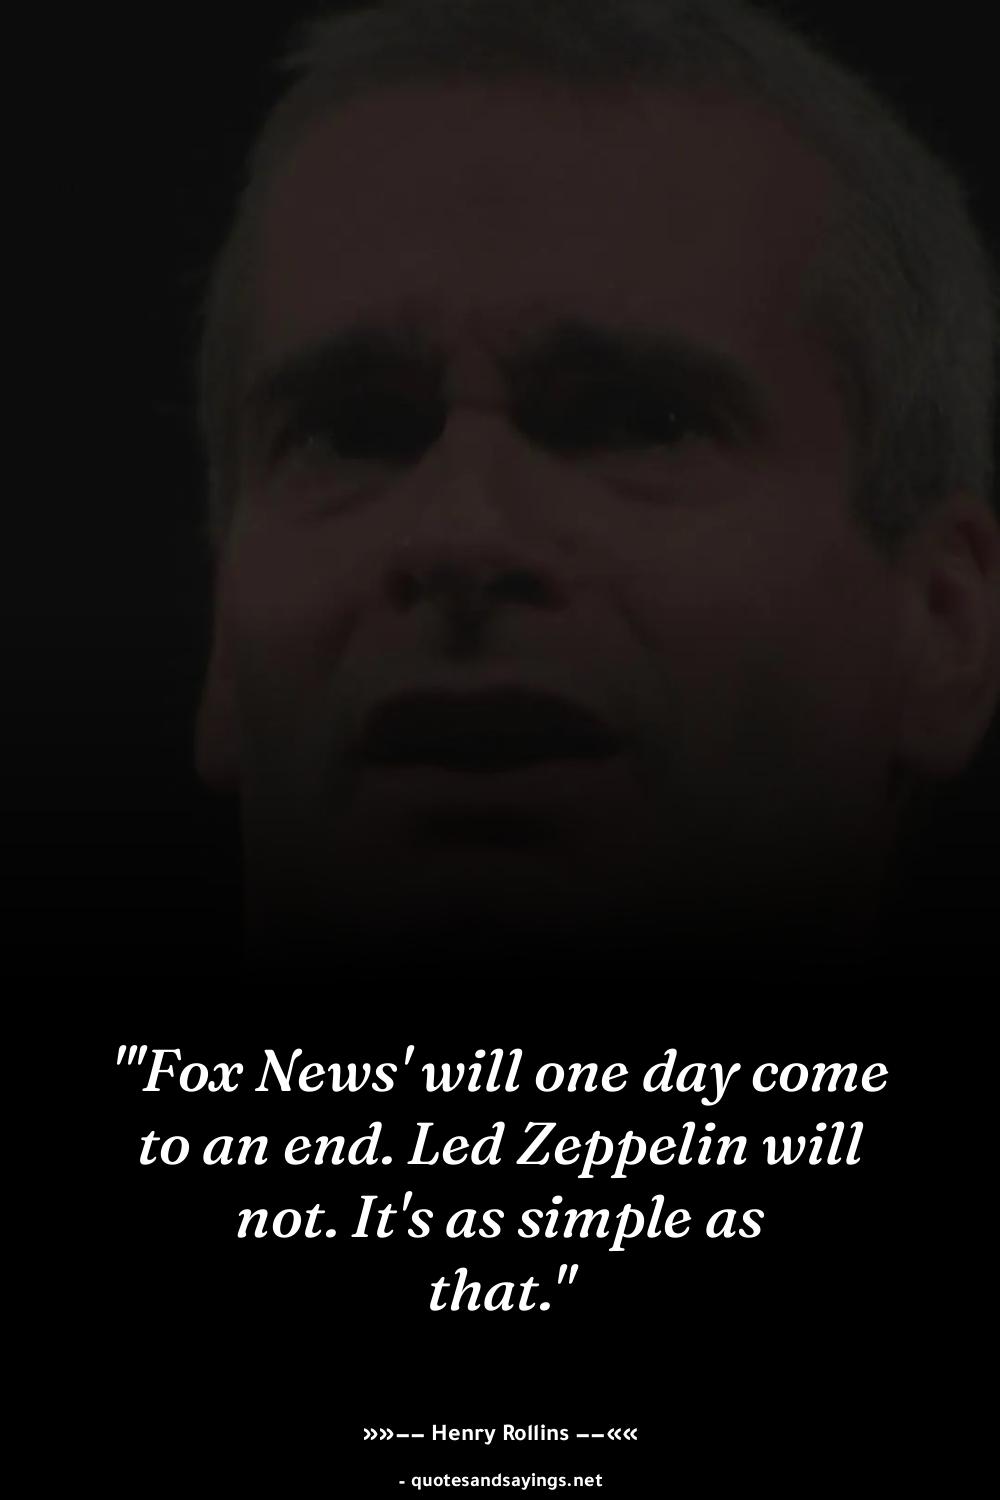 "'Fox News' will one day come
to an end. Led Zeppelin will
not. It's as simple as
that."
»»—— Henry Rollins ——««
- quotesandsayings.net